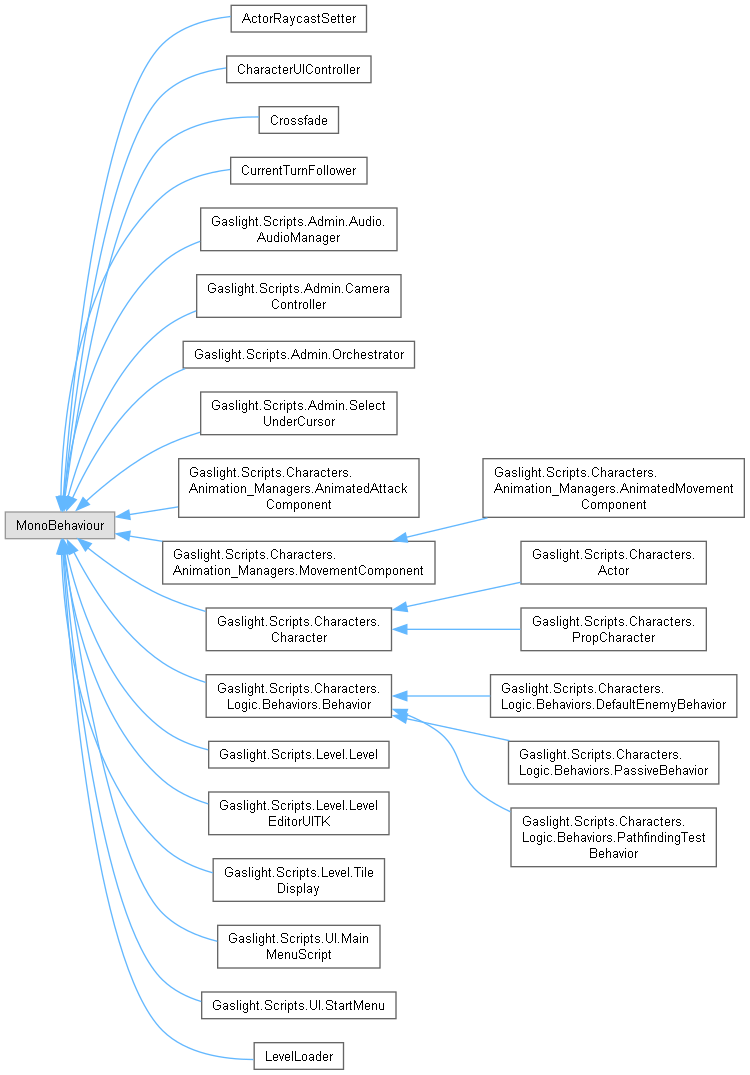 ActorRaycastSetter
CharacterUIController
Crossfade
CurrentTurnFollower
Gaslight.Scripts.Admin.Audio.
AudioManager
Gaslight.Scripts.Admin.Camera
Controller
Gaslight.Scripts.Admin.Orchestrator
Gaslight.Scripts.Admin.Select
UnderCursor
Gaslight.Scripts.Characters.
Animation_Managers.AnimatedAttack
Component
Gaslight.Scripts.Characters.
Animation_Managers.AnimatedMovement
Component
MonoBehaviour
Gaslight.Scripts.Characters.
Animation_Managers.MovementComponent
Gaslight.Scripts.Characters.
Actor
Gaslight.Scripts.Characters.
Character
Gaslight.Scripts.Characters.
PropCharacter
Gaslight.Scripts.Characters.
Logic.Behaviors.Behavior
Gaslight.Scripts.Characters.
Logic.Behaviors.DefaultEnemyBehavior
Gaslight.Scripts.Level.Level
Gaslight.Scripts.Characters.
Logic.Behaviors.PassiveBehavior
Gaslight.Scripts.Level.Level
EditorUITK
Gaslight.Scripts.Characters.
Logic.Behaviors.PathfindingTest
Behavior
Gaslight.Scripts.Level.Tile
Display
Gaslight.Scripts.UI.Main
MenuScript
Gaslight.Scripts.UI.StartMenu
LevelLoader